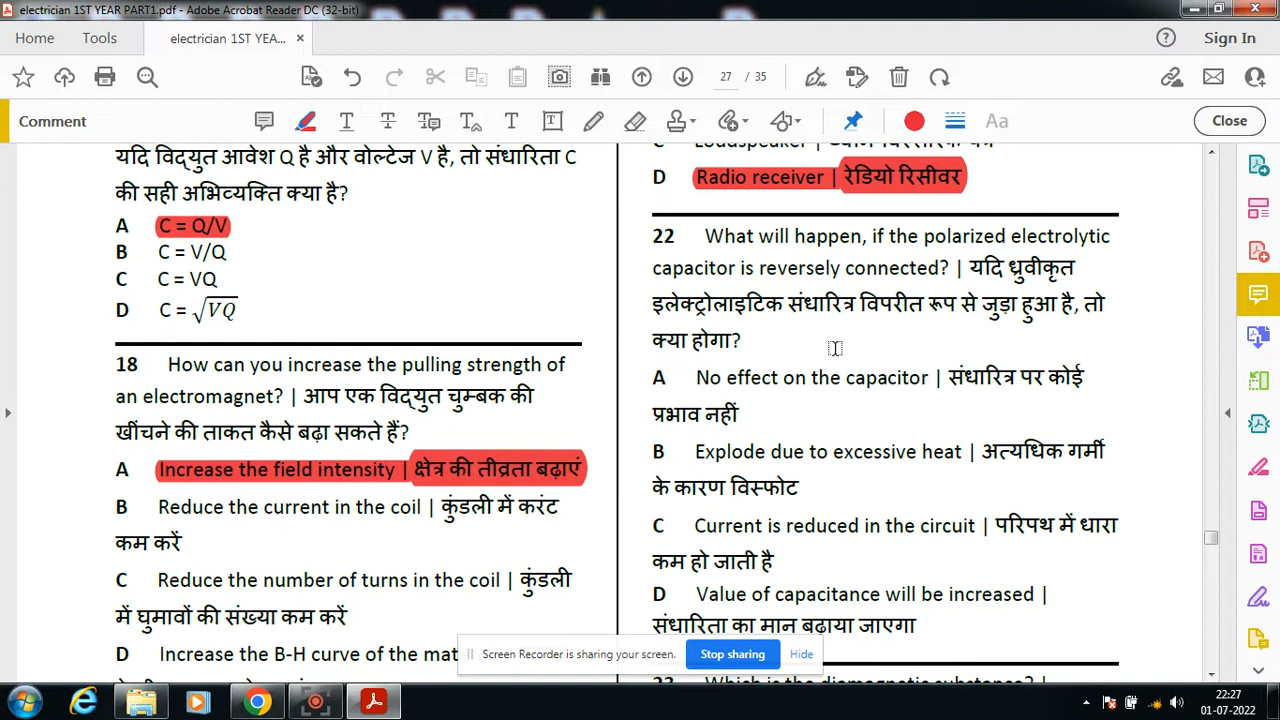 electrician 1ST YEAR PART1.pdf - Adobe Acrobat Reader DC (32-bit)
Home Tools electrician 1ST YEA... × Sign In
27 / 35
Comment Aa Close
यदि विद्युत आवेश Q है और वोल्टेज V है, तो संधारिता C
की सही अभिव्यक्ति क्या है?
A C = Q/V
B C = V/Q
C C = VQ
D C = √VQ
18 How can you increase the pulling strength of
an electromagnet? | आप एक विद्युत चुम्बक की
खींचने की ताकत कैसे बढ़ा सकते हैं?
A Increase the field intensity | क्षेत्र की तीव्रता बढ़ाएं
B Reduce the current in the coil | कुंडली में करंट
कम करें
C Reduce the number of turns in the coil | कुंडली
में घुमावों की संख्या कम करें
D Increase the B-H curve of the mat
D Radio receiver | रेडियो रिसीवर
22 What will happen, if the polarized electrolytic
capacitor is reversely connected? | यदि ध्रुवीकृत
इलेक्ट्रोलाइटिक संधारित्र विपरीत रूप से जुड़ा हुआ है, तो
क्या होगा?
A No effect on the capacitor | संधारित्र पर कोई
प्रभाव नहीं
B Explode due to excessive heat | अत्यधिक गर्मी
के कारण विस्फोट
C Current is reduced in the circuit | परिपथ में धारा
कम हो जाती है
D Value of capacitance will be increased |
संधारिता का मान बढ़ाया जाएगा
Screen Recorder is sharing your screen. Stop sharing Hide
22:27
01-07-2022